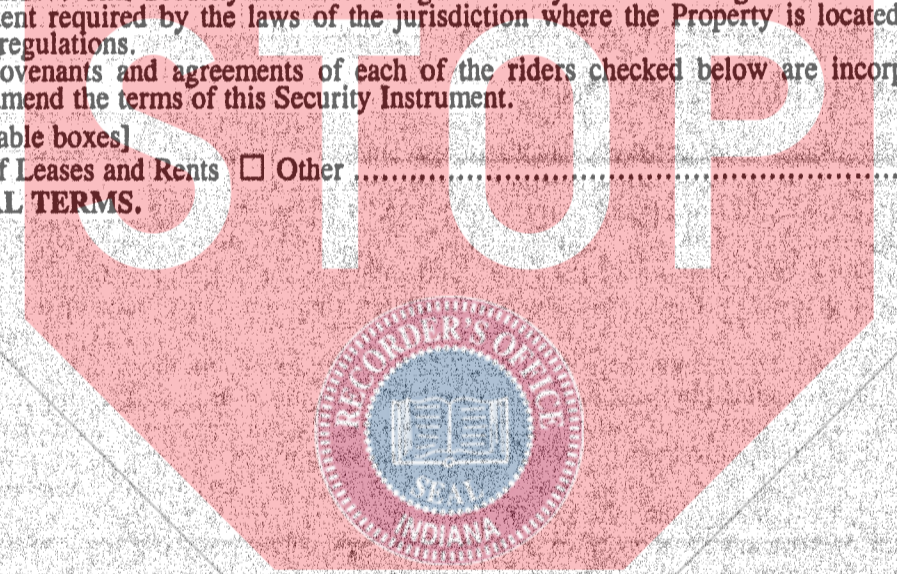 ent required by the laws of the jurisdiction where the Property is located
regulations.
ovenants and agreements of each of the riders checked below are incorp
mend the terms of this Security Instrument.
able boxes]
f Leases and Rents ☐ Other ........................................
L TERMS.
STOP
RECORDER'S OFFICE
SEAL
INDIANA